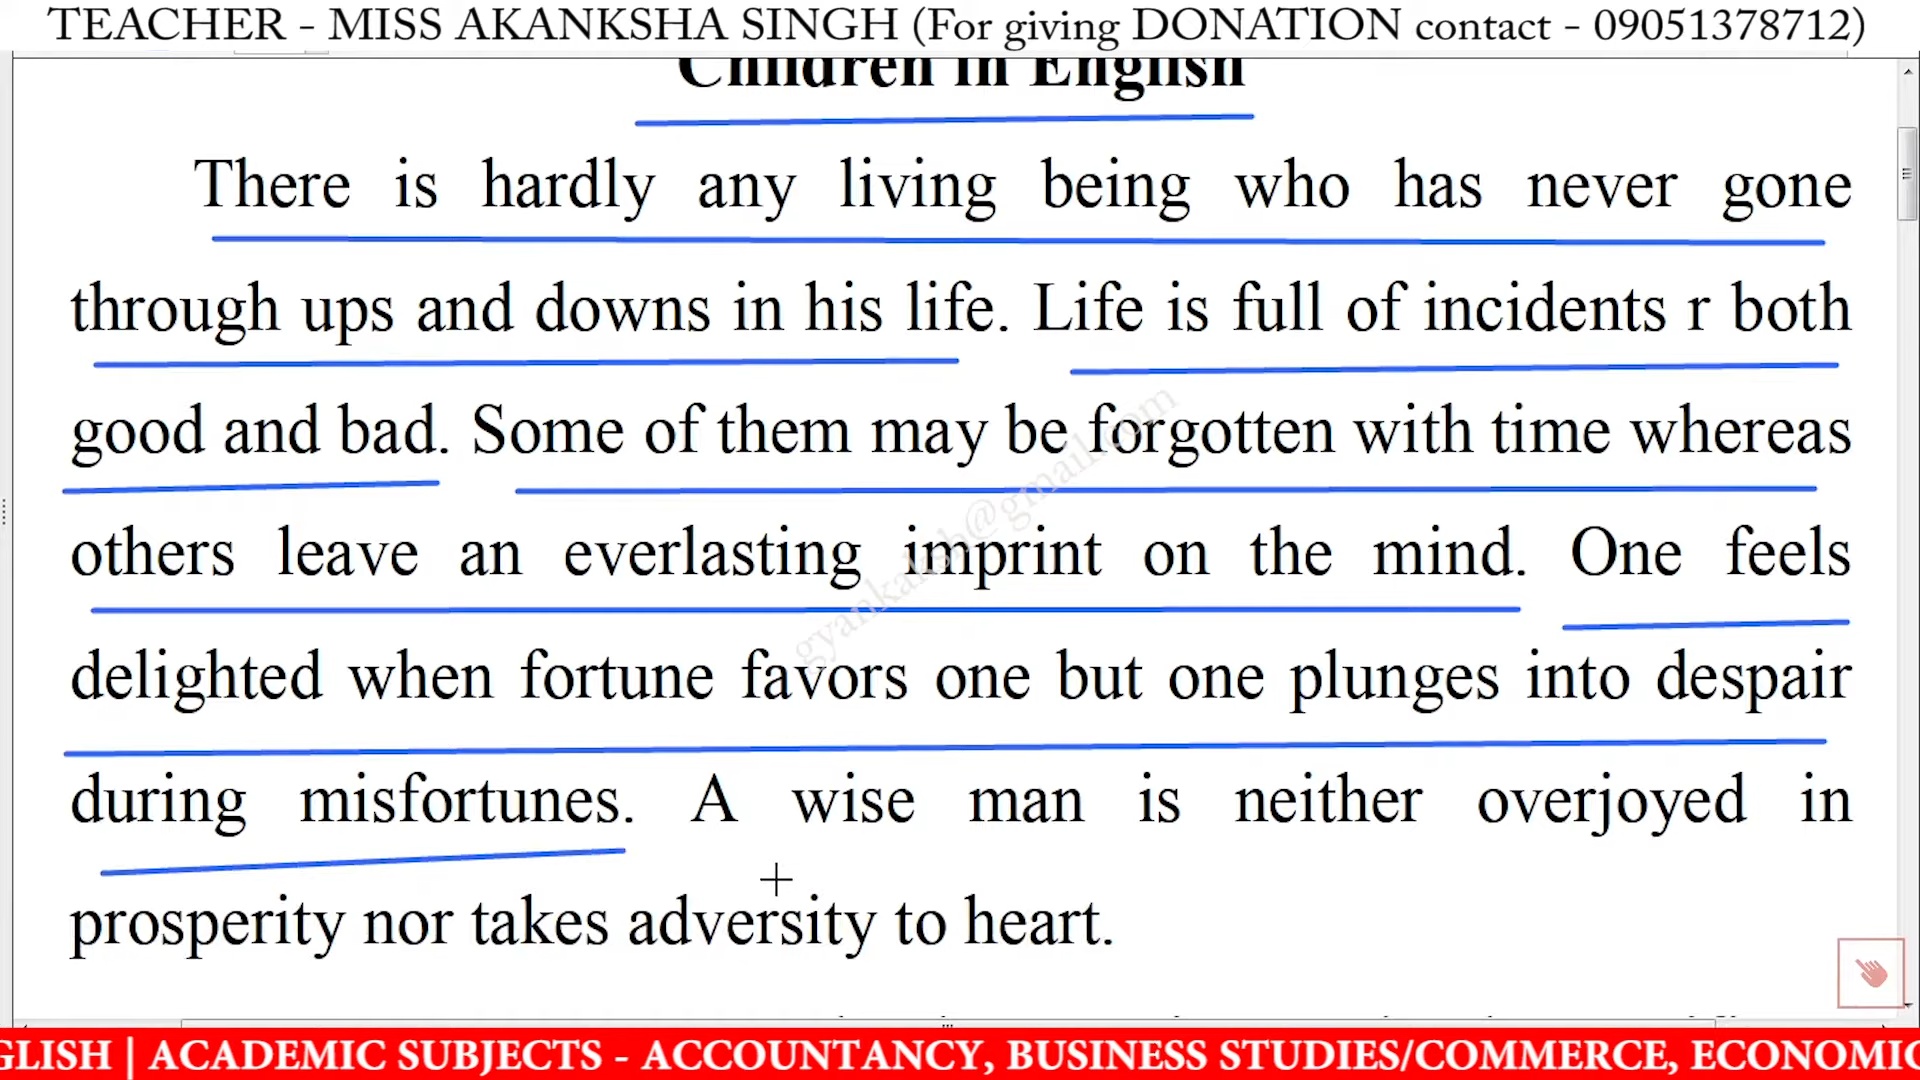 TEACHER - MISS AKANKSHA SINGH (For giving DONATION contact - 09051378712)
Children in English
There is hardly any living being who has never gone
through ups and downs in his life. Life is full of incidents r both
good and bad. Some of them may be forgotten with time whereas
others leave an everlasting imprint on the mind. One feels
delighted when fortune favors one but one plunges into despair
during misfortunes. A wise man is neither overjoyed in
prosperity nor takes adversity to heart.
gyankaksh@gmail.com
GLISH | ACADEMIC SUBJECTS - ACCOUNTANCY, BUSINESS STUDIES/COMMERCE, ECONOMIC